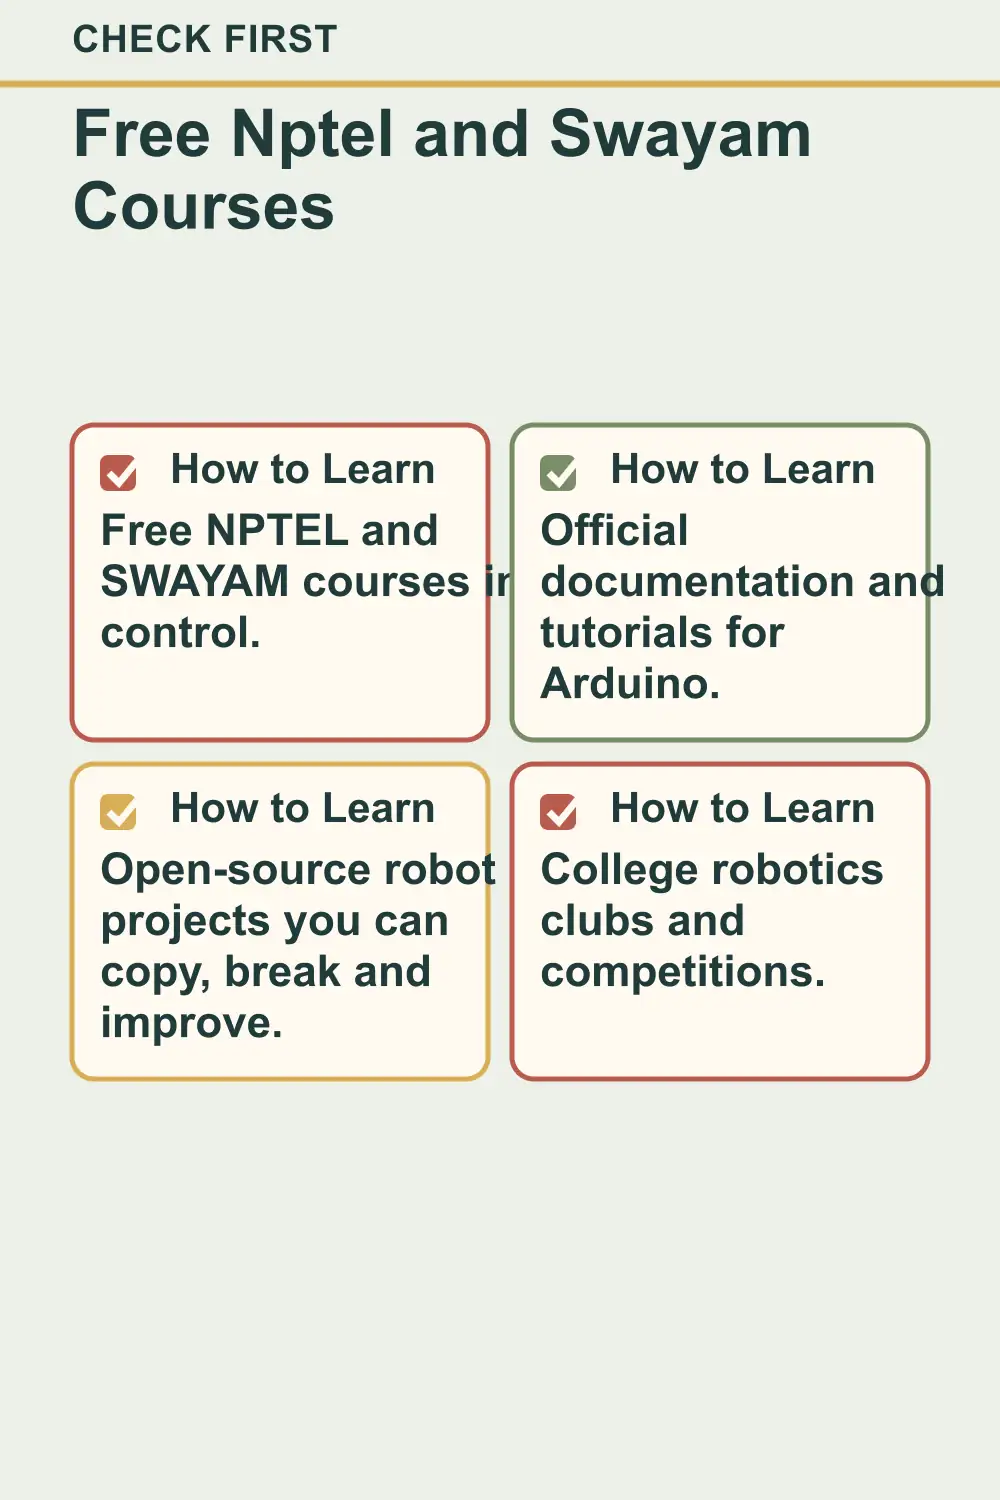 CHECK FIRST
Free Nptel and Swayam
Courses
How to Learn
Free NPTEL and
SWAYAM courses in
control.
How to Learn
Official
documentation and
tutorials for
Arduino.
How to Learn
Open-source robot
projects you can
copy, break and
improve.
How to Learn
College robotics
clubs and
competitions.